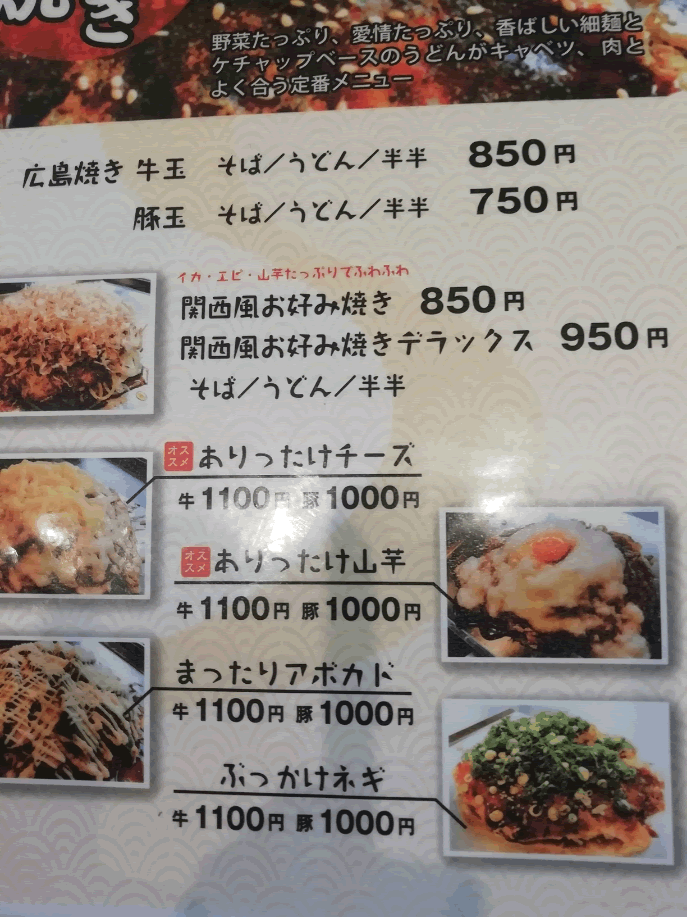 き
野菜たっぷり、愛情たっぷり、香ばしい細麺と
ケチャップベースのうどんがキャベツ、肉と
よく合う定番メニュー
広島焼き 牛玉 そば／うどん／半半 850円
豚玉 そば／うどん／半半 750円
イカ・エビ・山芋たっぷりでふわふわ
関西風お好み焼き 850円
関西風お好み焼きデラックス 950円
そば／うどん／半半
オススメ ありったけチーズ
牛1100円 豚1000円
オススメ ありったけ山芋
牛1100円 豚1000円
まったりアボカド
牛1100円 豚1000円
ぶっかけネギ
牛1100円 豚1000円